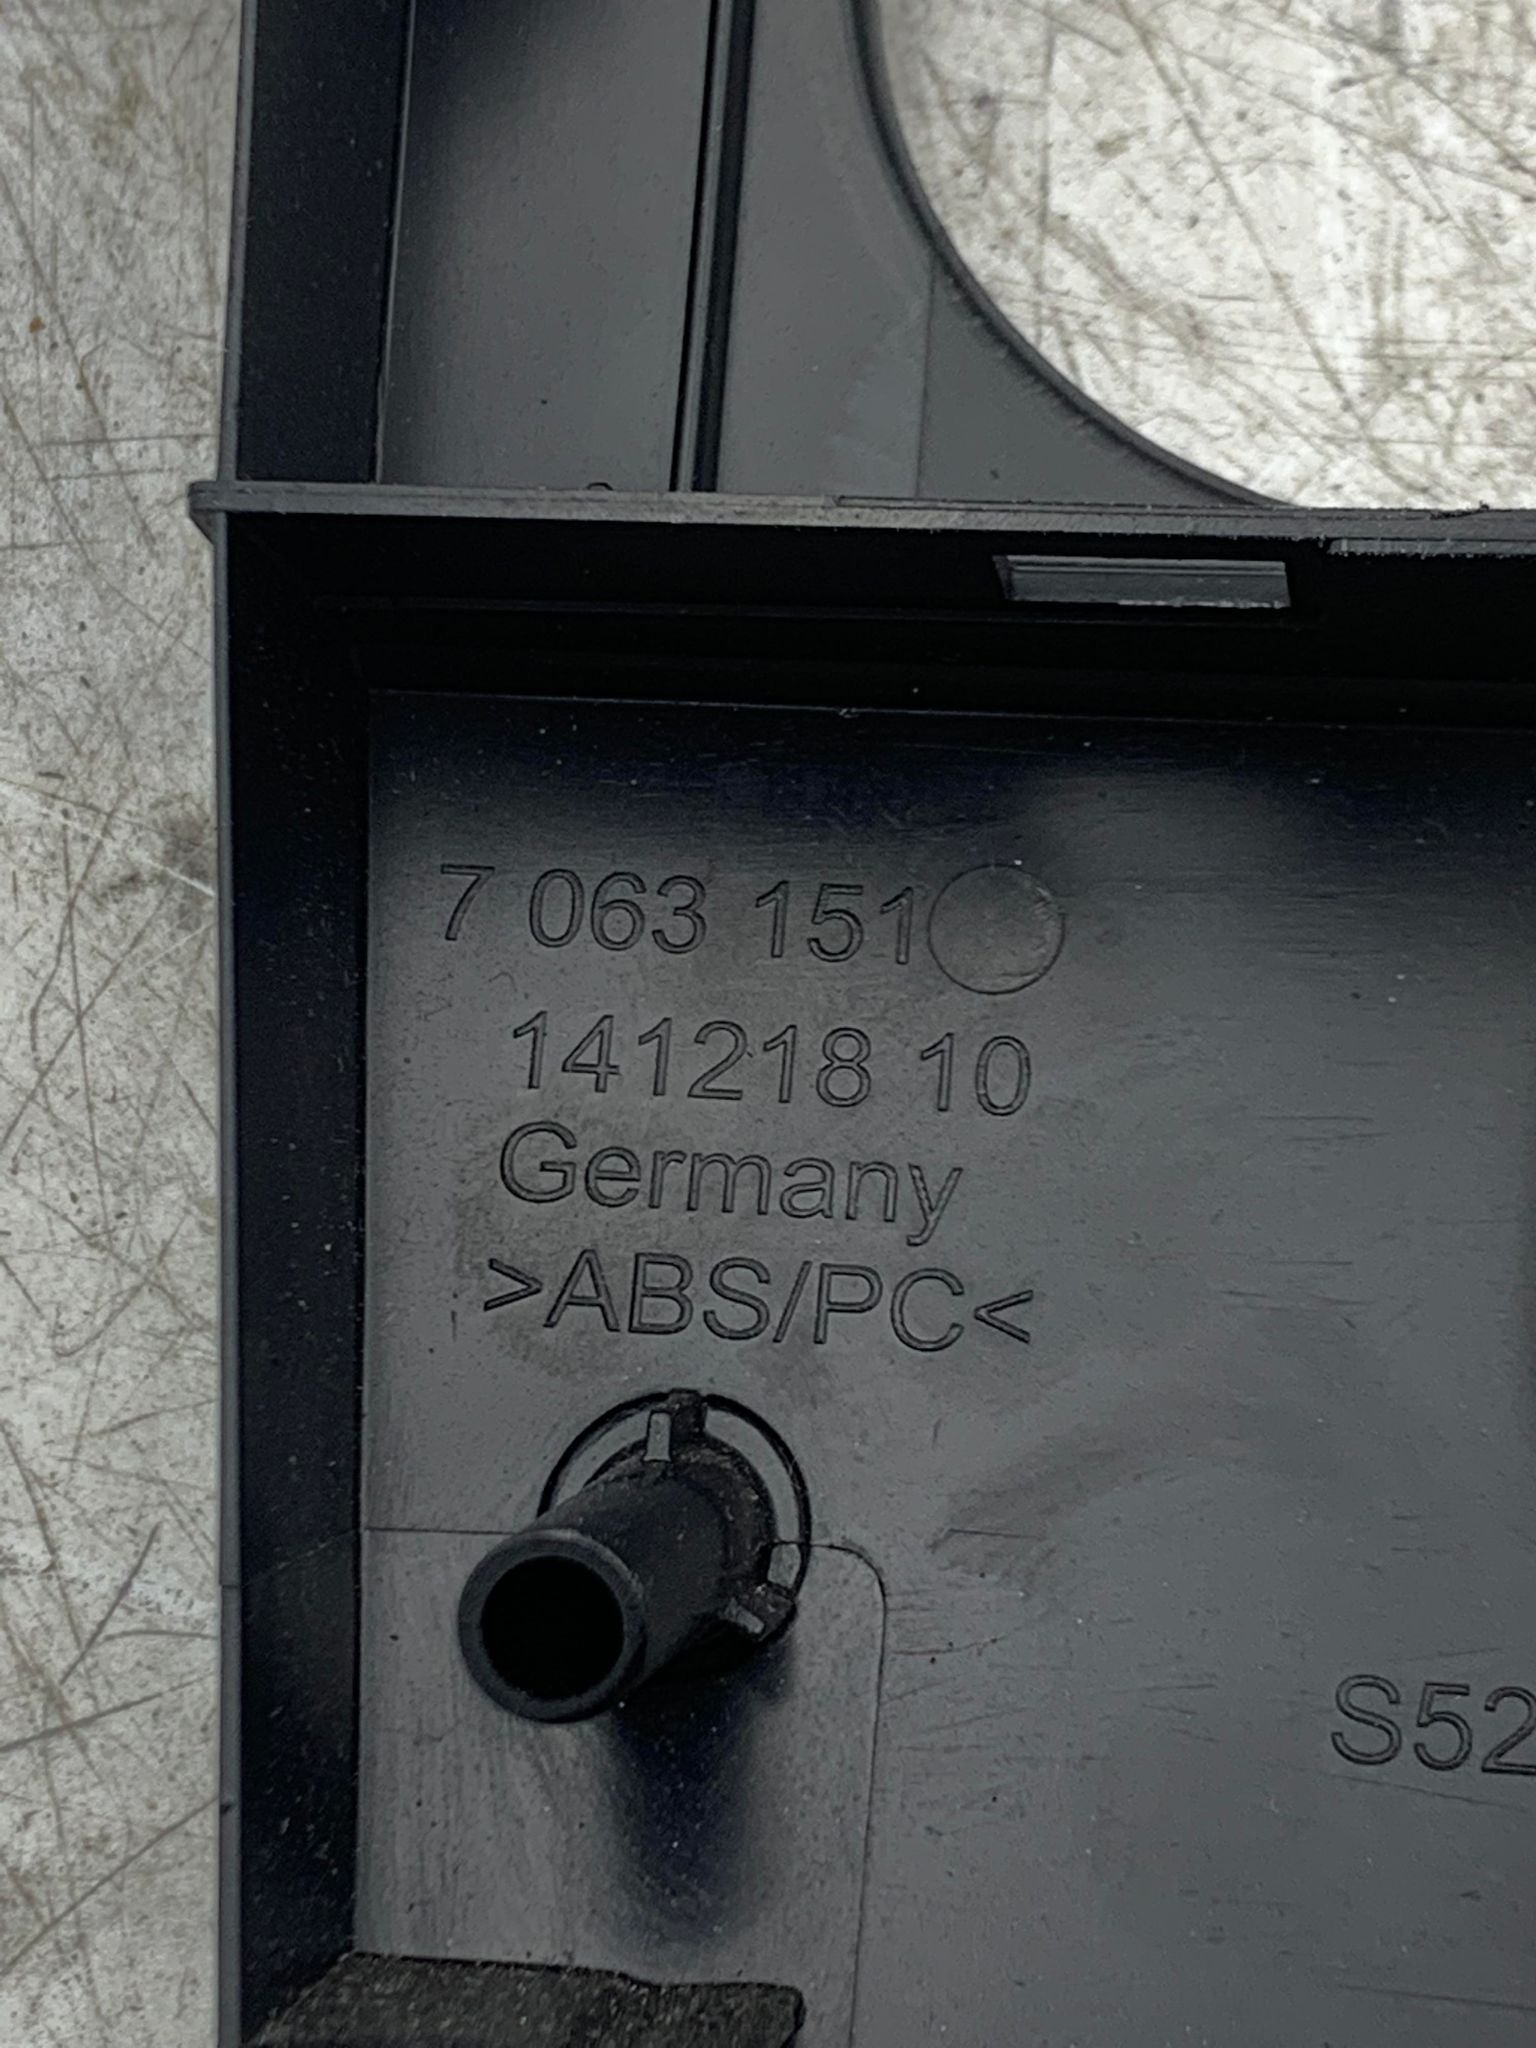 7 063 151
141218 10
Germany
>ABS/PC<
S52